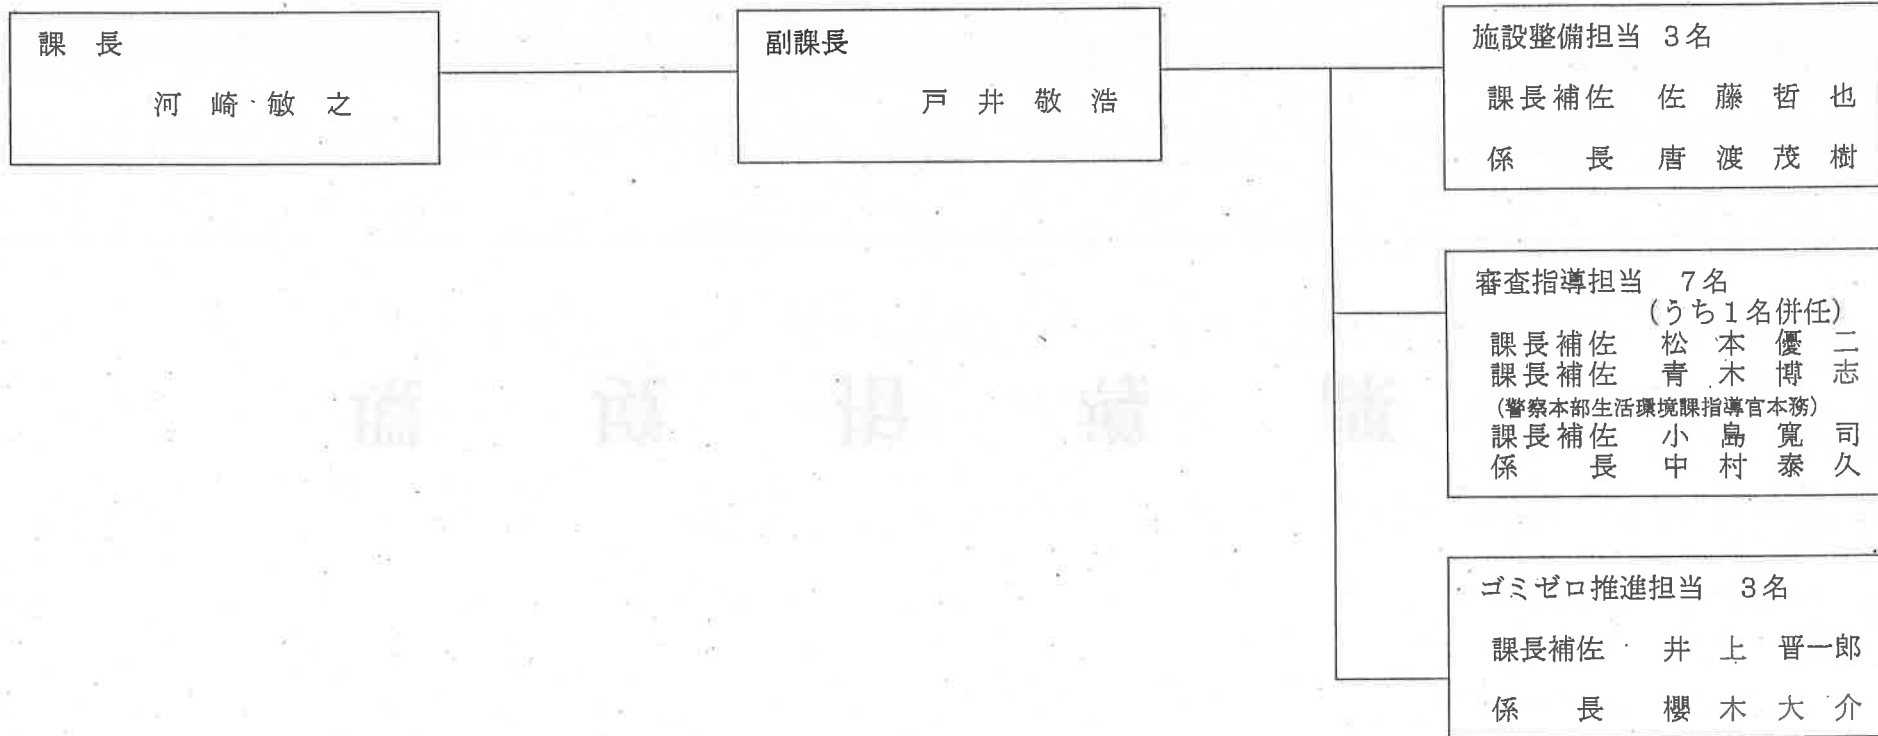 課 長
河 崎 敏 之
副課長
戸 井 敬 浩
施設整備担当 3名
課長補佐 佐 藤 哲 也
係 長 唐 渡 茂 樹
審査指導担当 7名
(うち1名併任)
課長補佐 松 本 優 二
課長補佐 青 木 博 志
(警察本部生活環境課指導官本務)
課長補佐 小 島 寛 司
係 長 中 村 泰 久
ゴミゼロ推進担当 3名
課長補佐 井 上 晋一郎
係 長 櫻 木 大 介